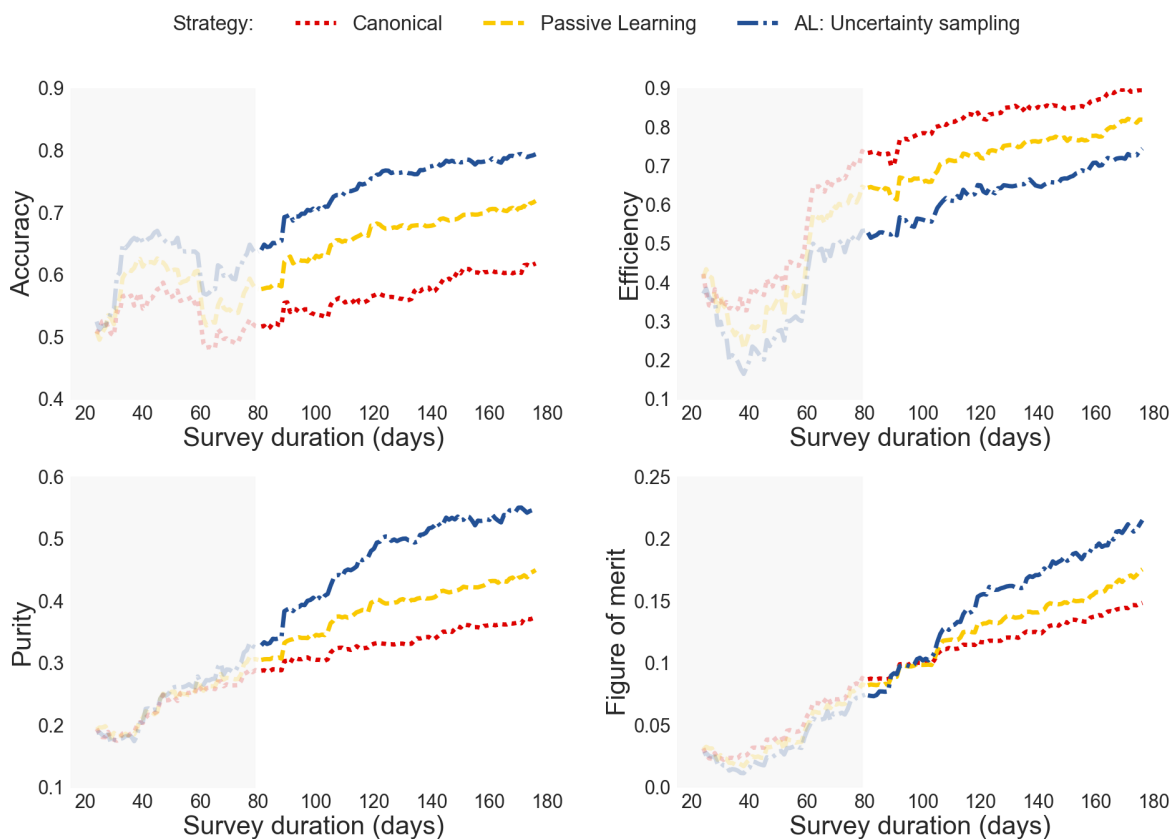 Strategy: Canonical Passive Learning AL: Uncertainty sampling
Accuracy
0.9
0.8
0.7
0.6
0.5
0.4
20 40 60 80 100 120 140 160 180
Survey duration (days)
Efficiency
0.9
0.8
0.7
0.6
0.5
0.4
0.3
0.2
0.1
20 40 60 80 100 120 140 160 180
Survey duration (days)
Purity
0.6
0.5
0.4
0.3
0.2
0.1
20 40 60 80 100 120 140 160 180
Survey duration (days)
Figure of merit
0.25
0.2
0.15
0.1
0.05
0.0
20 40 60 80 100 120 140 160 180
Survey duration (days)